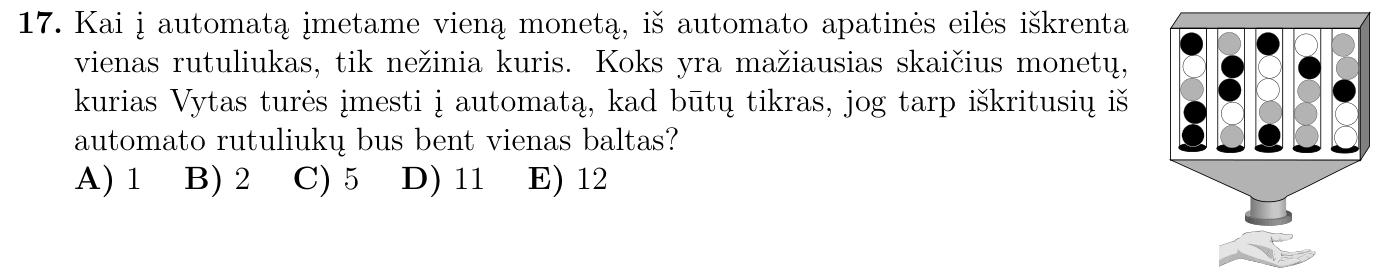 17. Kai į automatą įmetame vieną monetą, iš automato apatinės eilės iškrenta
vienas rutuliukas, tik nežinia kuris. Koks yra mažiausias skaičius monetų,
kurias Vytas turės įmesti į automatą, kad būtų tikras, jog tarp iškritusių iš
automato rutuliukų bus bent vienas baltas?
A) 1 B) 2 C) 5 D) 11 E) 12